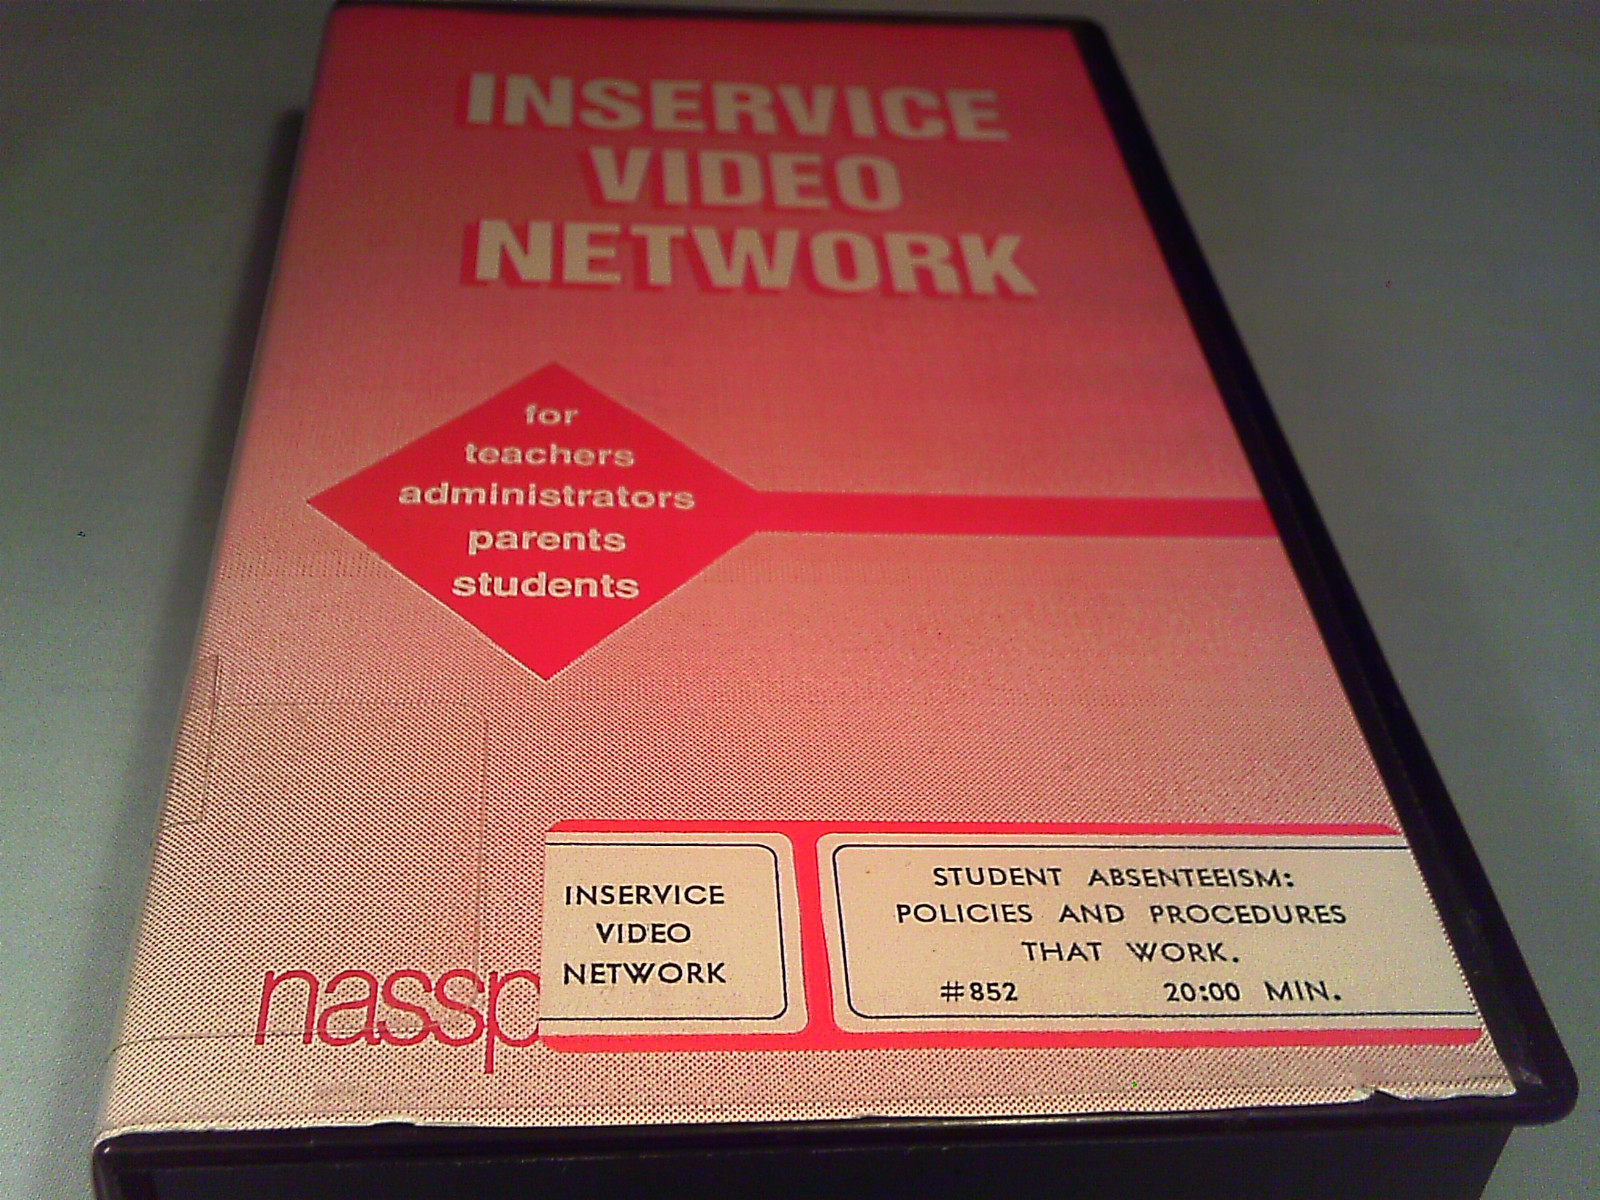 INSERVICE
VIDEO
NETWORK
for
teachers
administrators
parents
students
nassp
INSERVICE
VIDEO
NETWORK
STUDENT ABSENTEEISM:
POLICIES AND PROCEDURES
THAT WORK.
#852 20:00 MIN.